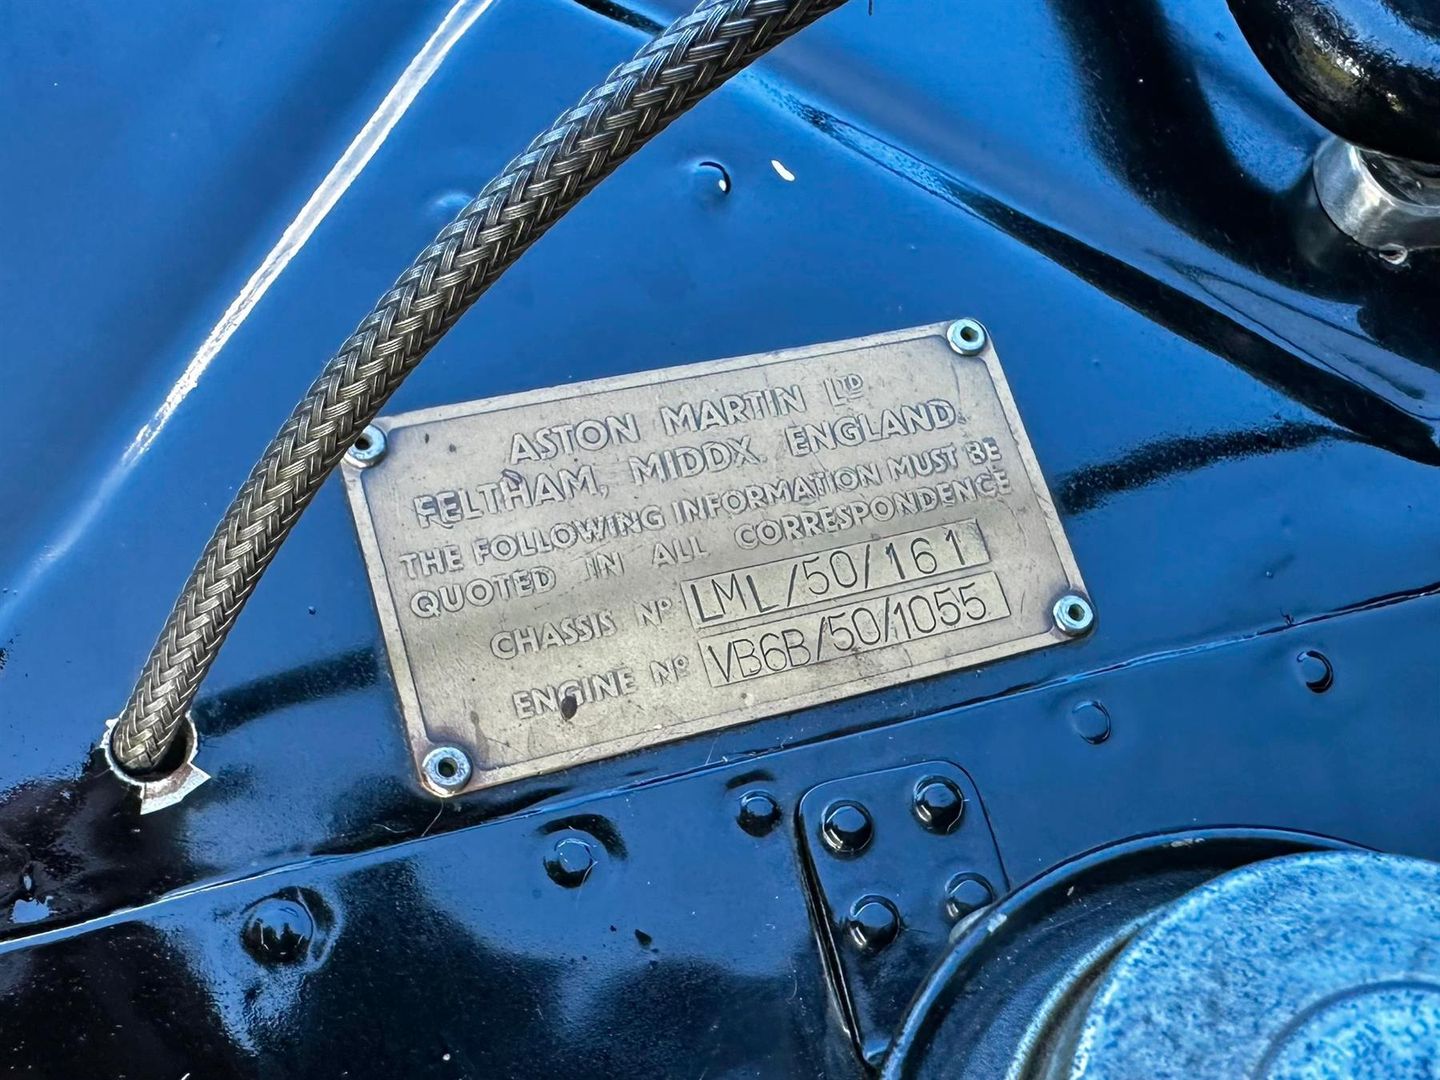 ASTON MARTIN LTD
FELTHAM, MIDDX. ENGLAND.
THE FOLLOWING INFORMATION MUST BE
QUOTED IN ALL CORRESPONDENCE
CHASSIS Nº LML/50/161
ENGINE Nº VB6B/50/1055